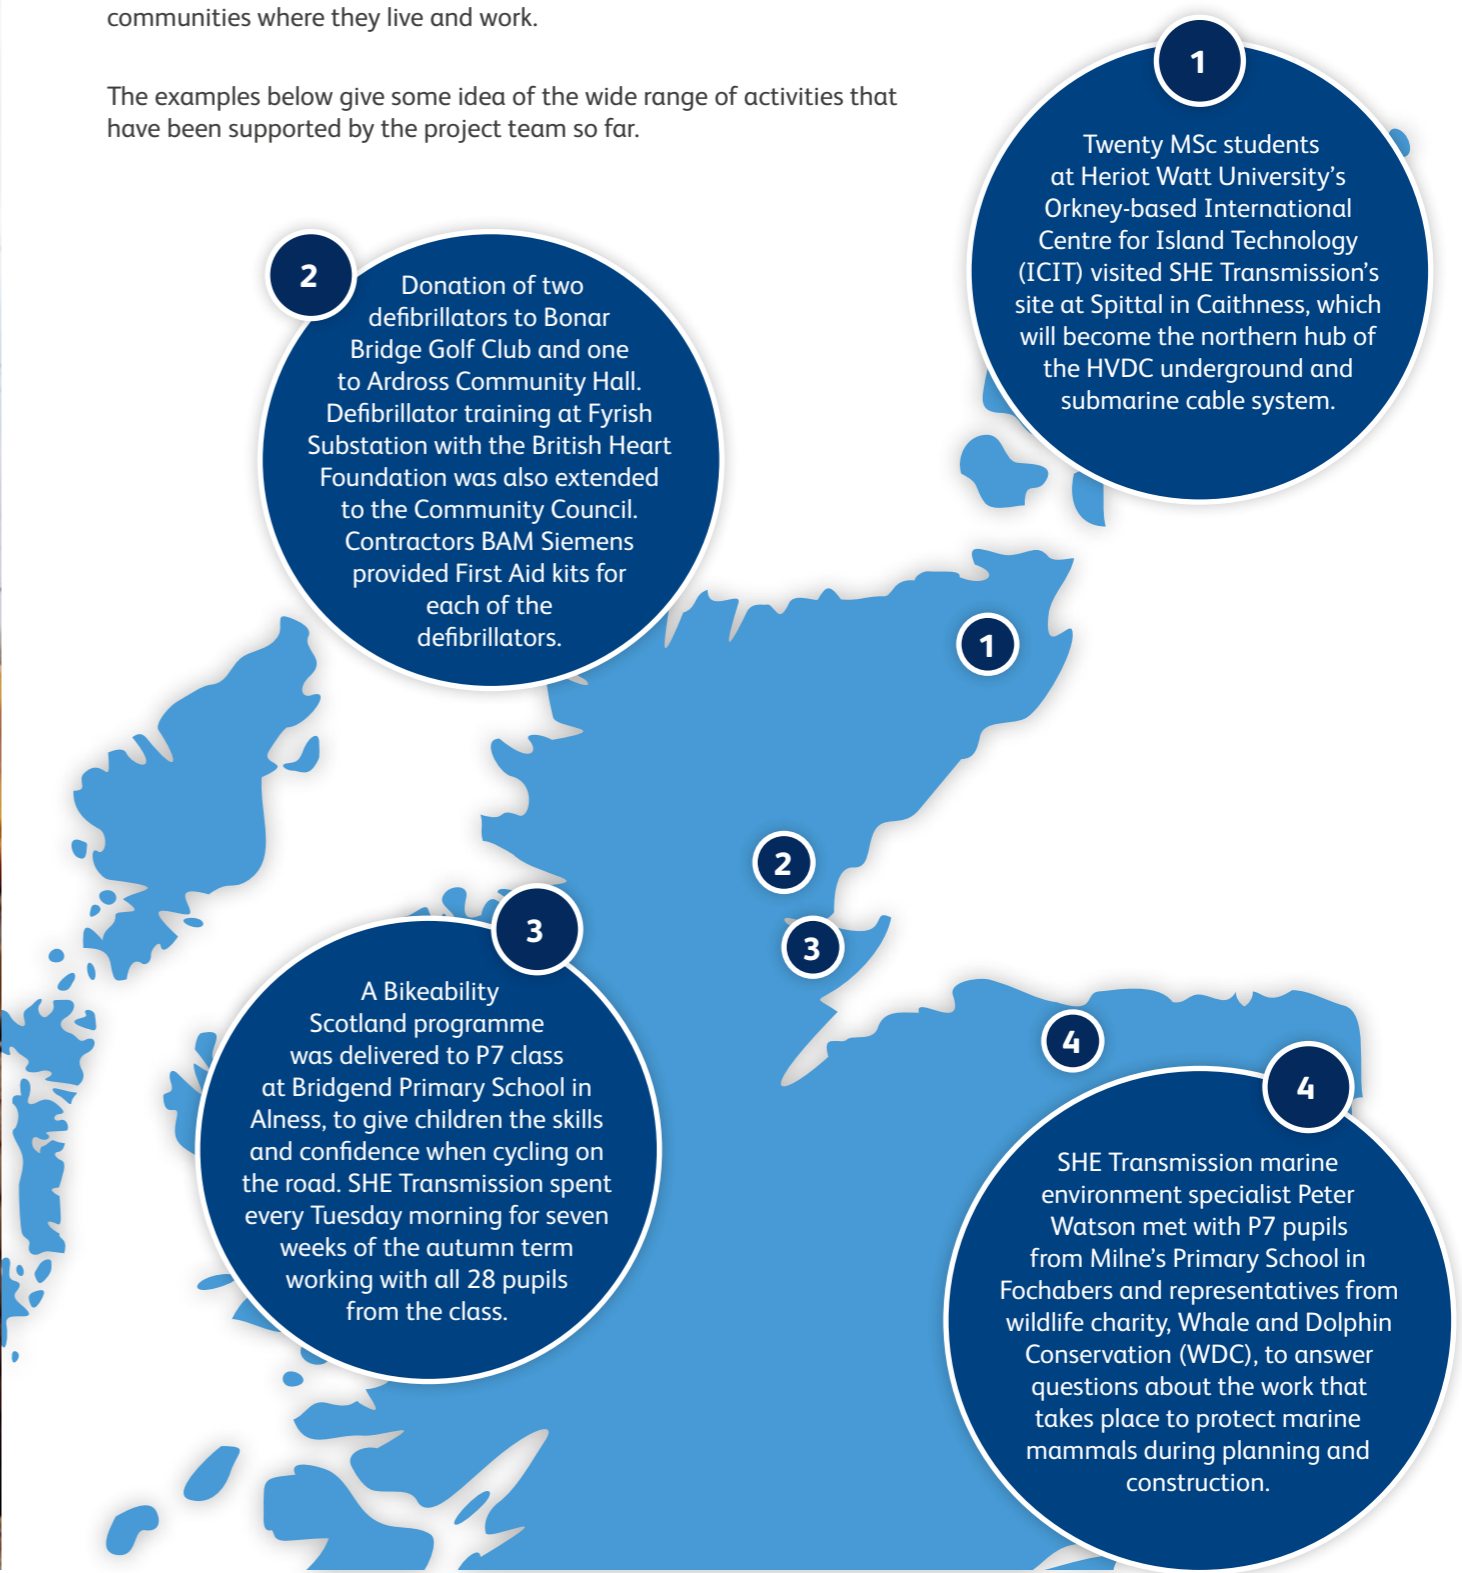 communities where they live and work.
The examples below give some idea of the wide range of activities that
have been supported by the project team so far.
1
Twenty MSc students
at Heriot Watt University’s
Orkney-based International
Centre for Island Technology
(ICIT) visited SHE Transmission’s
site at Spittal in Caithness, which
will become the northern hub of
the HVDC underground and
submarine cable system.
2
Donation of two
defibrillators to Bonar
Bridge Golf Club and one
to Ardross Community Hall.
Defibrillator training at Fyrish
Substation with the British Heart
Foundation was also extended
to the Community Council.
Contractors BAM Siemens
provided First Aid kits for
each of the
defibrillators.
1
2
3
3
A Bikeability
Scotland programme
was delivered to P7 class
at Bridgend Primary School in
Alness, to give children the skills
and confidence when cycling on
the road. SHE Transmission spent
every Tuesday morning for seven
weeks of the autumn term
working with all 28 pupils
from the class.
4
4
SHE Transmission marine
environment specialist Peter
Watson met with P7 pupils
from Milne’s Primary School in
Fochabers and representatives from
wildlife charity, Whale and Dolphin
Conservation (WDC), to answer
questions about the work that
takes place to protect marine
mammals during planning and
construction.